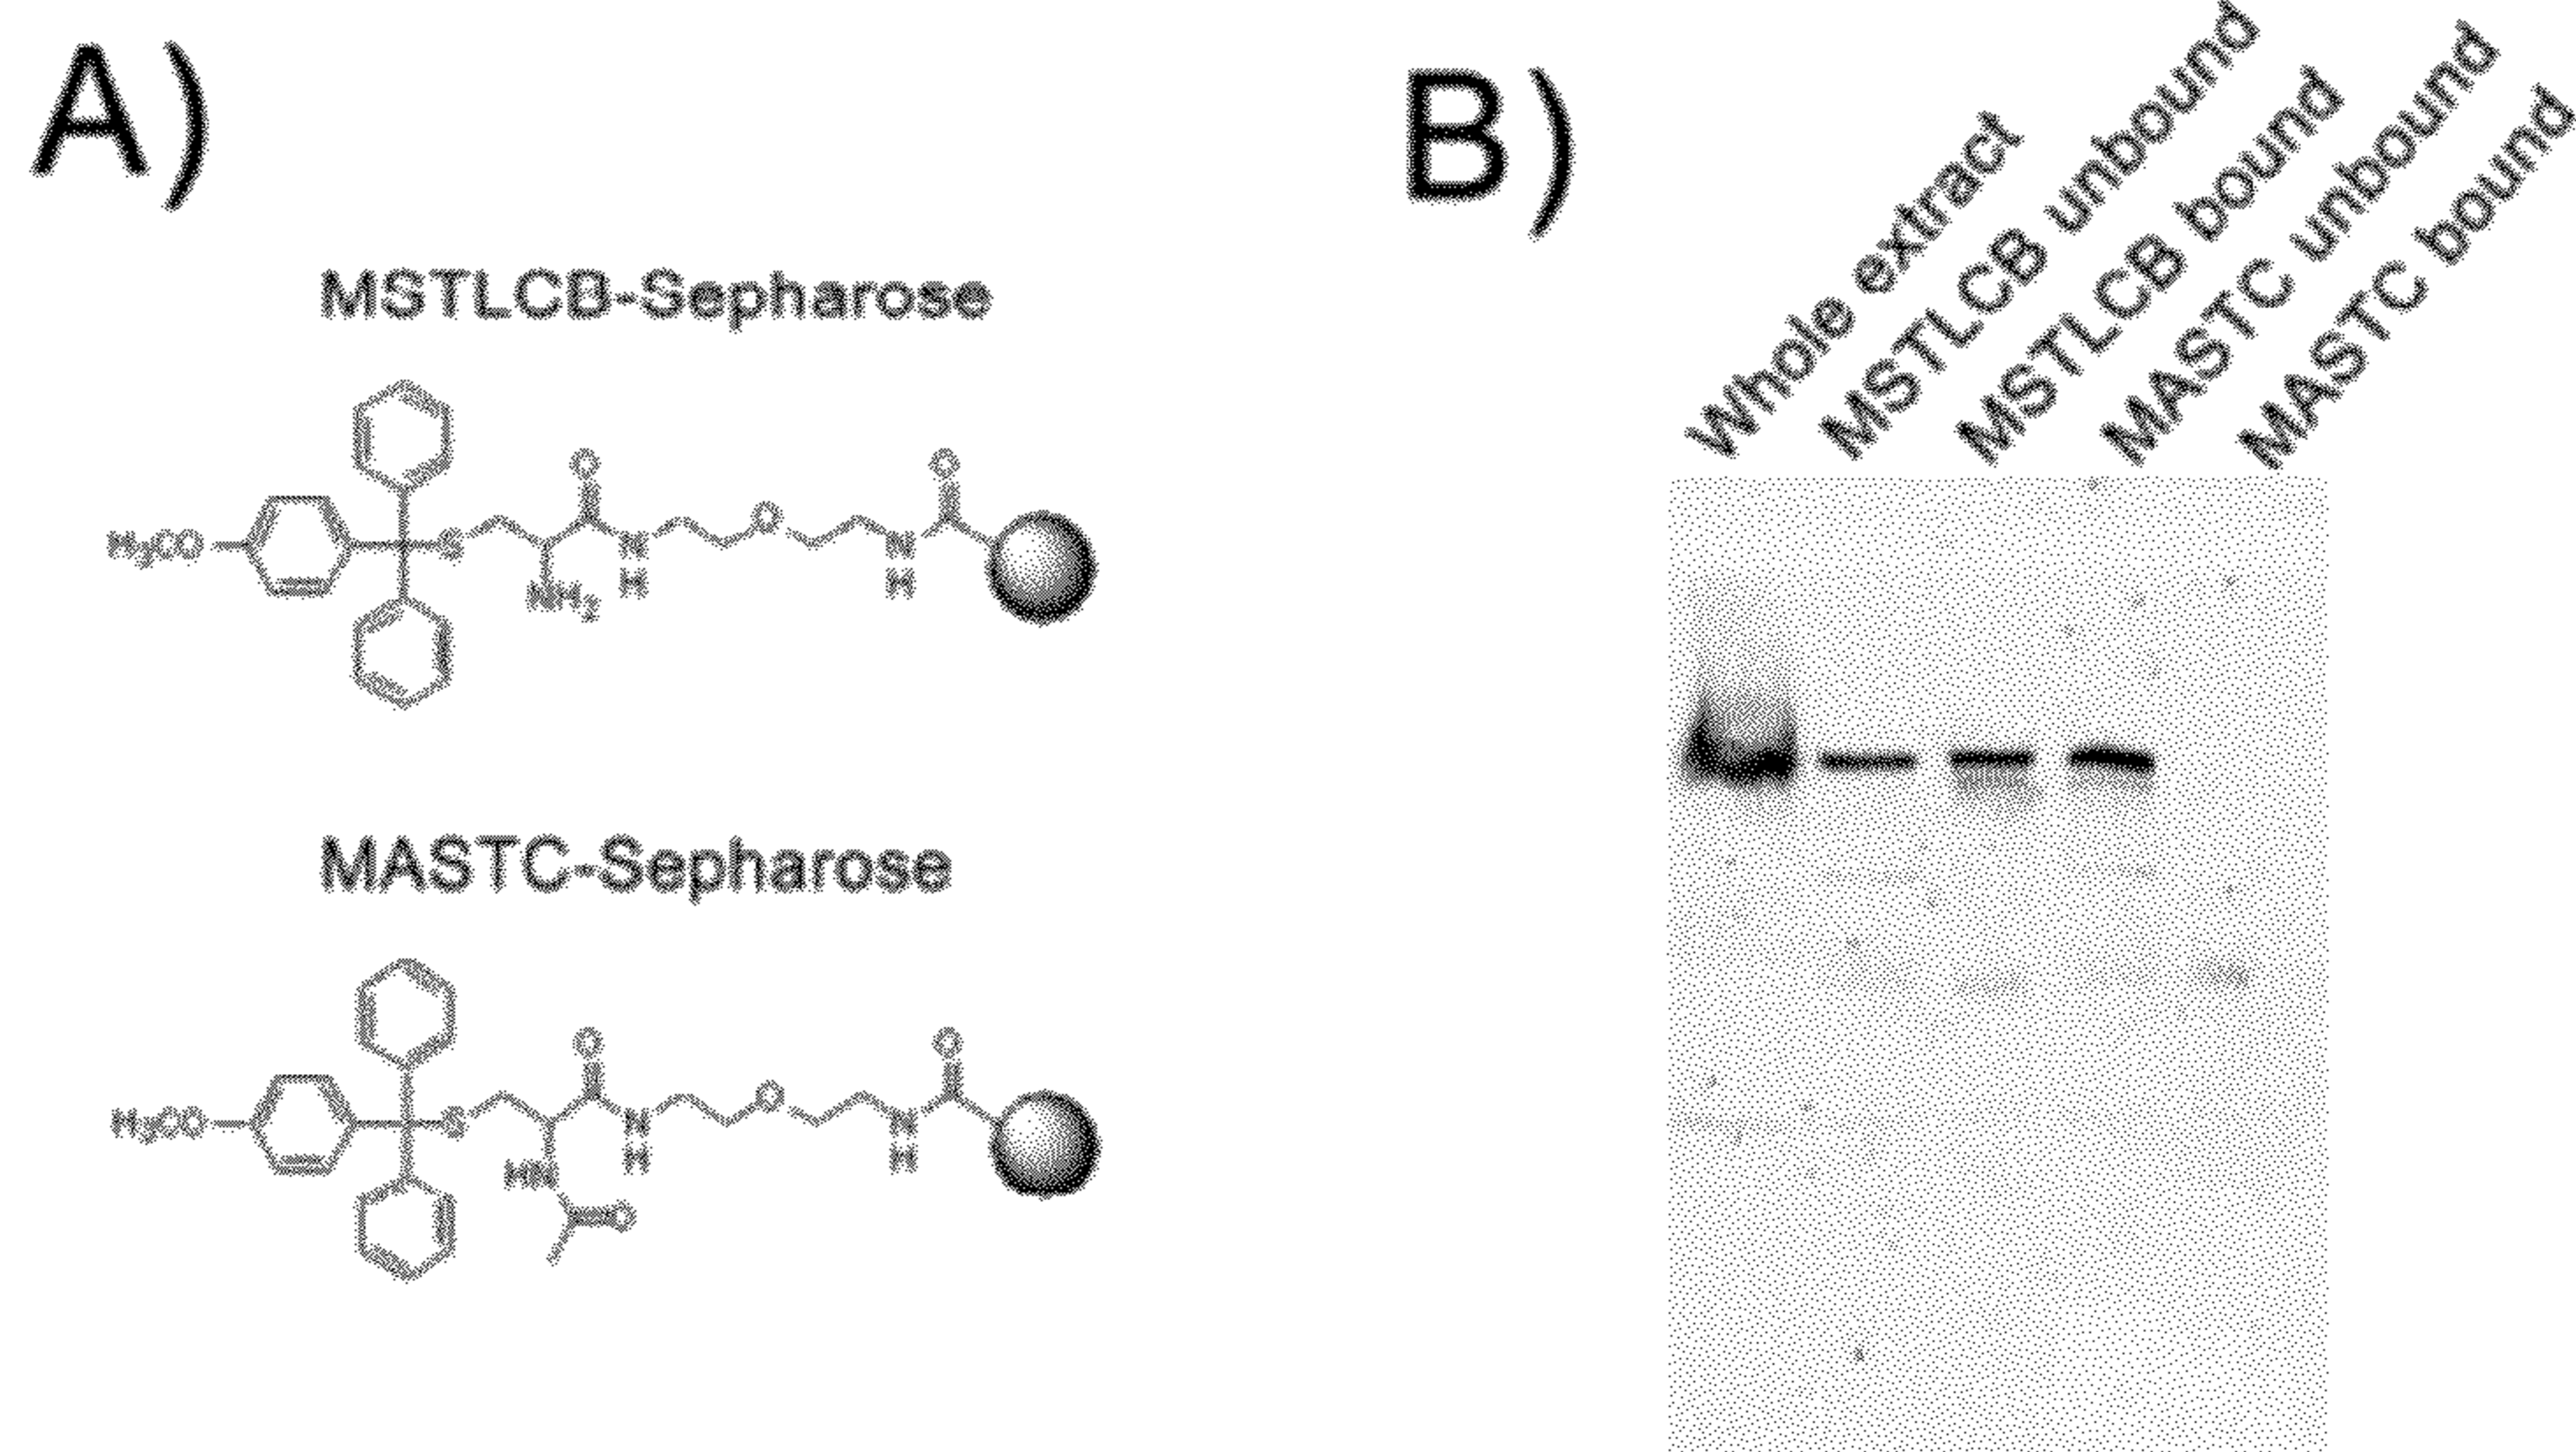 A)
MSTLCB-Sepharose
O
O
H3CO
S
N
H
O
N
H
NH2
MASTC-Sepharose
O
O
H3CO
S
N
H
O
N
H
HN
O
B)
Whole extract
MSTLCB unbound
MSTLCB bound
MASTC unbound
MASTC bound